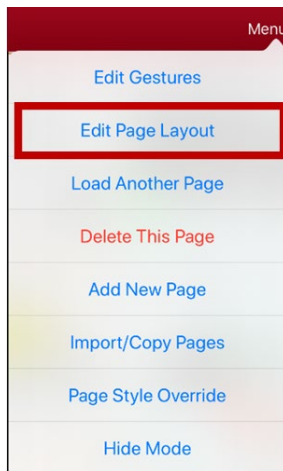 Menu
Edit Gestures
Edit Page Layout
Load Another Page
Delete This Page
Add New Page
Import/Copy Pages
Page Style Override
Hide Mode